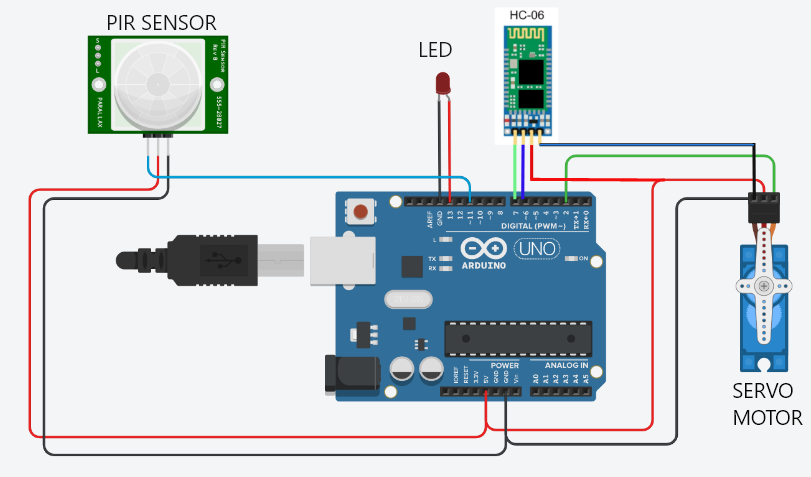 PIR SENSOR
S
L
PIR Sensor
Rev B
PARALLAX
555-28027
LED
HC-06
AREF
GND
13
12
~11
~10
~9
8
7
~6
~5
4
~3
2
TX→1
RX←0
DIGITAL (PWM~)
L
TX
RX
ARDUINO
UNO
ON
POWER
ANALOG IN
IOREF
RESET
3.3V
5V
GND
GND
Vin
A0
A1
A2
A3
A4
A5
SERVO
MOTOR